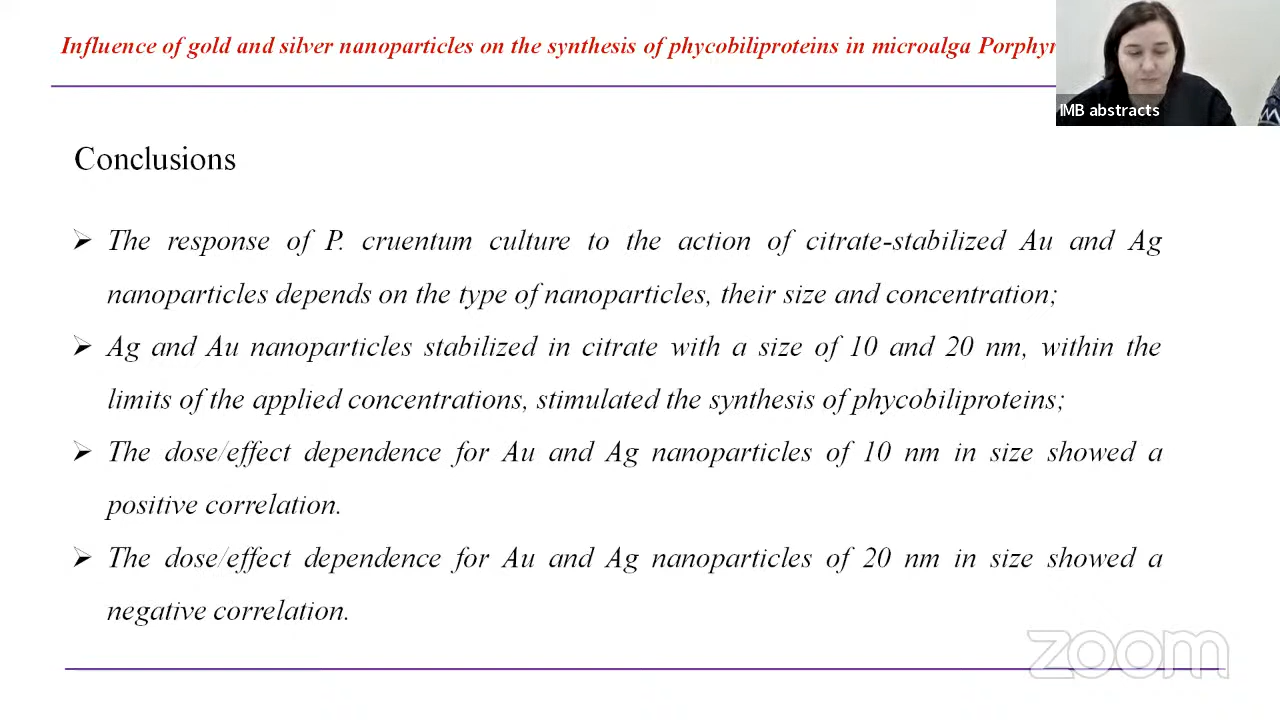 Influence of gold and silver nanoparticles on the synthesis of phycobiliproteins in microalga
IMB abstracts
Conclusions
➢ The response of P. cruentum culture to the action of citrate-stabilized Au and Ag
nanoparticles depends on the type of nanoparticles, their size and concentration;
➢ Ag and Au nanoparticles stabilized in citrate with a size of 10 and 20 nm, within the
limits of the applied concentrations, stimulated the synthesis of phycobiliproteins;
➢ The dose/effect dependence for Au and Ag nanoparticles of 10 nm in size showed a
positive correlation.
➢ The dose/effect dependence for Au and Ag nanoparticles of 20 nm in size showed a
negative correlation.
zoom